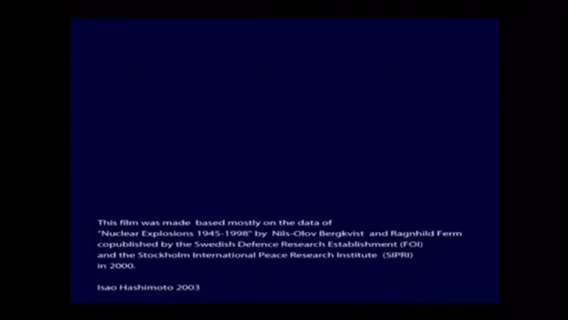 This film was made based mostly on the data of
"Nuclear Explosions 1945-1998" by Nils-Olov Bergkvist and Ragnhild Ferm
copublished by the Swedish Defence Research Establishment (FOI)
and the Stockholm International Peace Research Institute (SIPRI)
in 2000.
Isao Hashimoto 2003